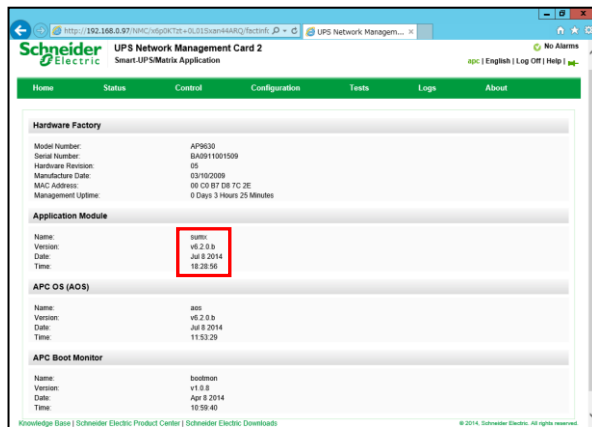 http://192.168.0.97/NMC/x6p0KTzt+0L015xan44ARQ/factinfc
UPS Network Managem... ×
Schneider Electric
UPS Network Management Card 2
Smart-UPS/Matrix Application
No Alarms
apc | English | Log Off | Help |
Home Status Control Configuration Tests Logs About
Hardware Factory
Model Number: AP9630
Serial Number: BA0911001509
Hardware Revision: 05
Manufacture Date: 03/10/2009
MAC Address: 00 C0 B7 D8 7C 2E
Management Uptime: 0 Days 3 Hours 25 Minutes
Application Module
Name: sumx
Version: v6.2.0.b
Date: Jul 8 2014
Time: 18:28:56
APC OS (AOS)
Name: aos
Version: v6.2.0.b
Date: Jul 8 2014
Time: 11:53:29
APC Boot Monitor
Name: bootmon
Version: v1.0.8
Date: Apr 8 2014
Time: 10:59:40
Knowledge Base | Schneider Electric Product Center | Schneider Electric Downloads
© 2014, Schneider Electric. All rights reserved.